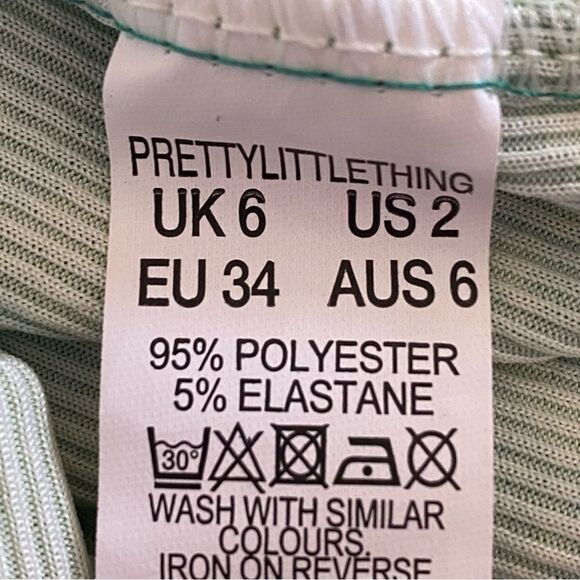 PRETTYLITTLETHING
UK 6 US 2
EU 34 AUS 6
95% POLYESTER
5% ELASTANE
30°
WASH WITH SIMILAR
COLOURS.
IRON ON REVERSE